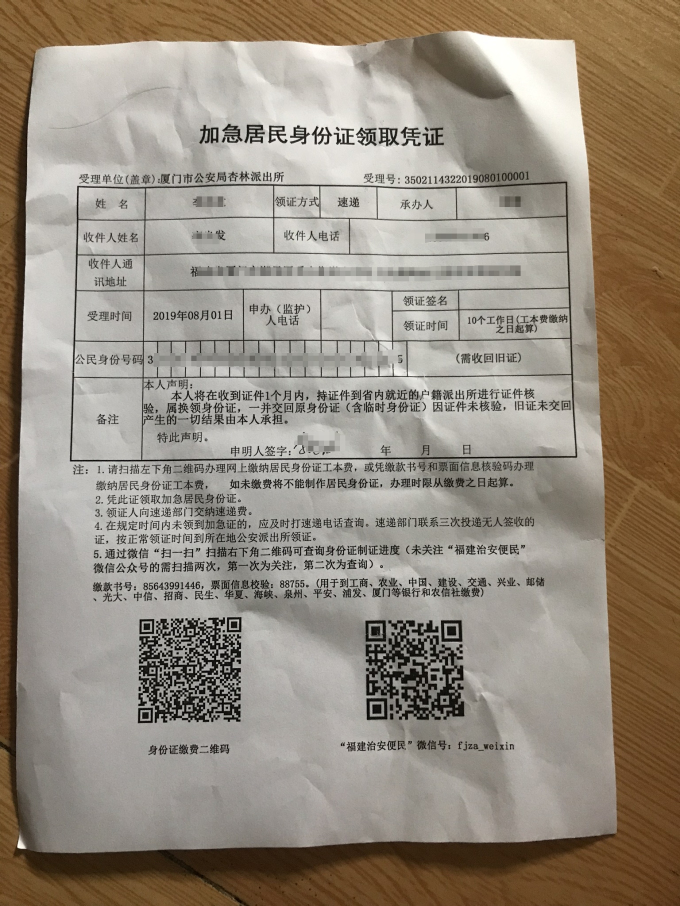 加急居民身份证领取凭证
受理单位(盖章):厦门市公安局杏林派出所 受理号: 3502114322019080100001
姓 名 领证方式 速递 承办人
收件人姓名 发 收件人电话 6
收件人通讯地址
受理时间 2019年08月01日 申办（监护）人电话 领证签名
领证时间 10个工作日(工本费缴纳之日起算)
公民身份号码 3 5 (需收回旧证)
备注 本人声明:
本人将在收到证件1个月内，持证件到省内就近的户籍派出所进行证件核
验，属换领身份证，一并交回原身份证（含临时身份证）因证件未核验，旧证未交回
产生的一切结果由本人承担。
特此声明。
申明人签字: 年 月 日
注：1.请扫描左下角二维码办理网上缴纳居民身份证工本费，或凭缴款书号和票面信息核验码办理
缴纳居民身份证工本费， 如未缴费将不能制作居民身份证，办理时限从缴费之日起算。
2.凭此证领取加急居民身份证。
3.领证人向速递部门交纳速递费。
4.在规定时间内未领到加急证的，应及时打速递电话查询。速递部门联系三次投递无人签收的
证，按正常领证时间到所在地公安派出所领证。
5.通过微信“扫一扫”扫描右下角二维码可查询身份证制证进度（未关注“福建治安便民”
微信公众号的需扫描两次，第一次为关注，第二次为查询）。
缴款书号: 85643991446, 票面信息校验: 88755。(用于到工商、农业、中国、建设、交通、兴业、邮储
、光大、中信、招商、民生、华夏、海峡、泉州、平安、浦发、厦门等银行和农信社缴费)
身份证缴费二维码
“福建治安便民”微信号: fjza_weixin